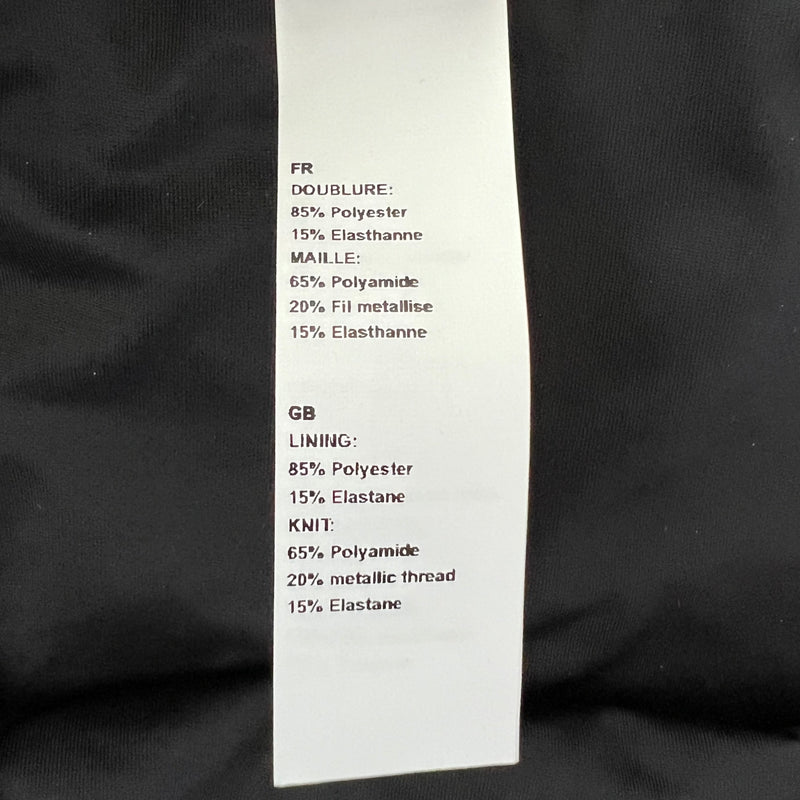 FR
DOUBLURE:
85% Polyester
15% Elasthanne
MAILLE:
65% Polyamide
20% Fil metallise
15% Elasthanne
GB
LINING:
85% Polyester
15% Elastane
KNIT:
65% Polyamide
20% metallic thread
15% Elastane